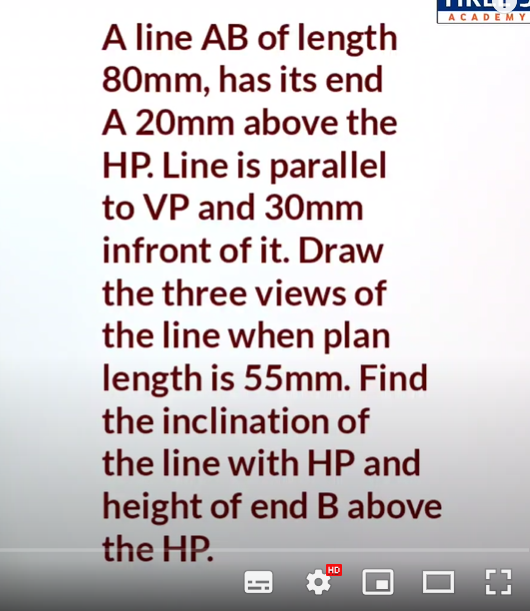 ACADEMY
A line AB of length
80mm, has its end
A 20mm above the
HP. Line is parallel
to VP and 30mm
infront of it. Draw
the three views of
the line when plan
length is 55mm. Find
the inclination of
the line with HP and
height of end B above
the HP.
HD